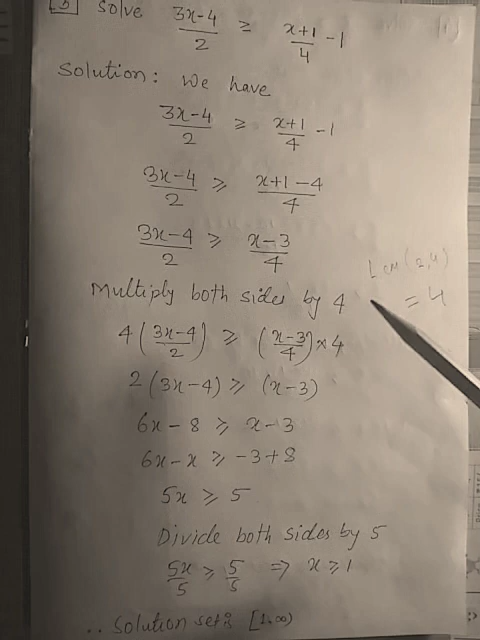 [3] Solve (3x-4)/2 ≥ (x+1)/4 - 1
Solution: We have
(3x-4)/2 ≥ (x+1)/4 - 1
(3x-4)/2 ≥ (x+1-4)/4
(3x-4)/2 ≥ (x-3)/4
Lcm(2,4)
= 4
Multiply both sides by 4
4((3x-4)/2) ≥ ((x-3)/4)×4
2(3x-4) ≥ (x-3)
6x-8 ≥ x-3
6x-x ≥ -3+8
5x ≥ 5
Divide both sides by 5
5x/5 ≥ 5/5 ⇒ x ≥ 1
∴ Solution set is [1,∞)